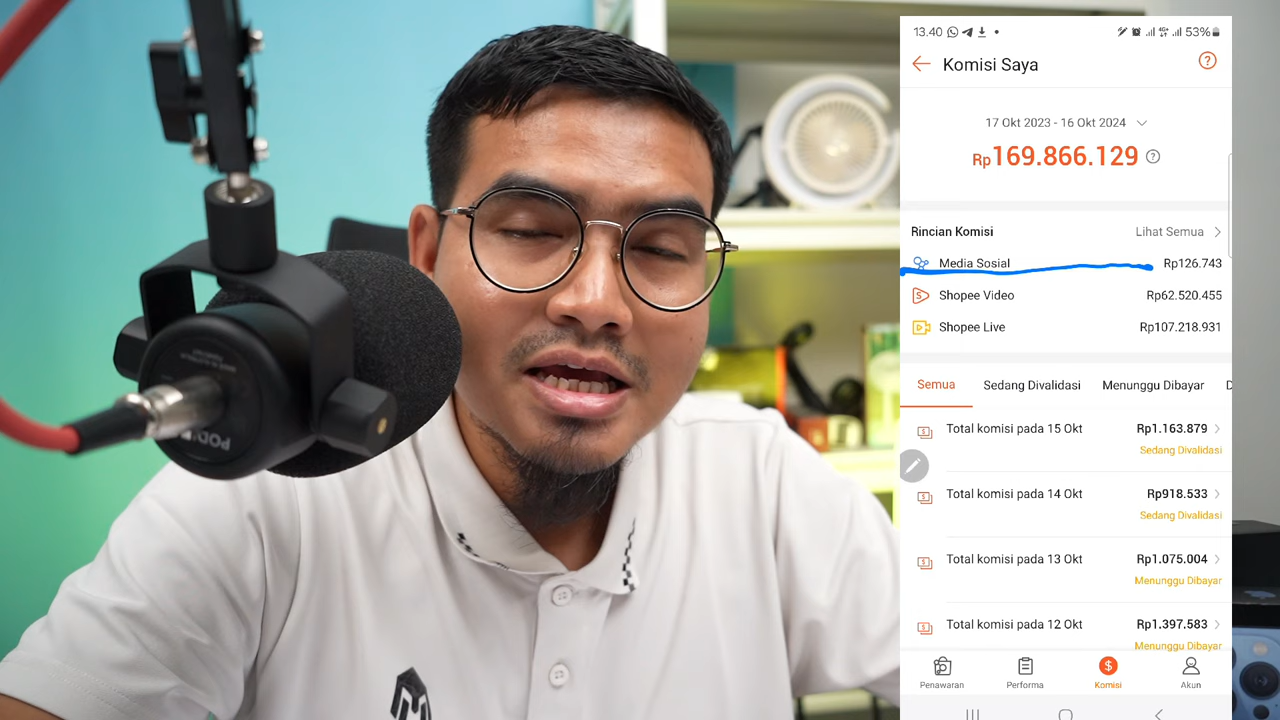 13.40
53%
Komisi Saya
17 Okt 2023 - 16 Okt 2024
Rp169.866.129
Rincian Komisi Lihat Semua
Media Sosial Rp126.743
Shopee Video Rp62.520.455
Shopee Live Rp107.218.931
Semua Sedang Divalidasi Menunggu Dibayar D
Total komisi pada 15 Okt Rp1.163.879
Sedang Divalidasi
Total komisi pada 14 Okt Rp918.533
Sedang Divalidasi
Total komisi pada 13 Okt Rp1.075.004
Menunggu Dibayar
Total komisi pada 12 Okt Rp1.397.583
Menunggu Dibayar
Penawaran Performa Komisi Akun